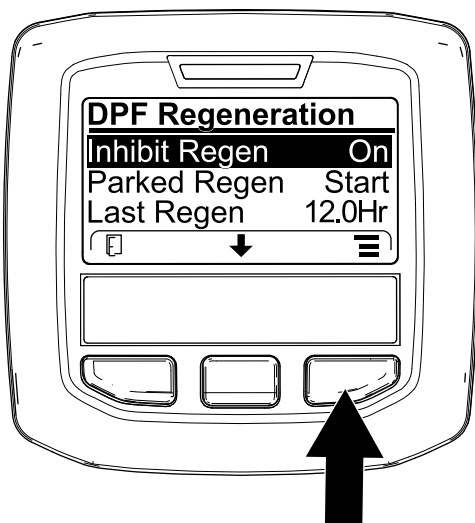 DPF Regeneration
Inhibit Regen On
Parked Regen Start
Last Regen 12.0Hr